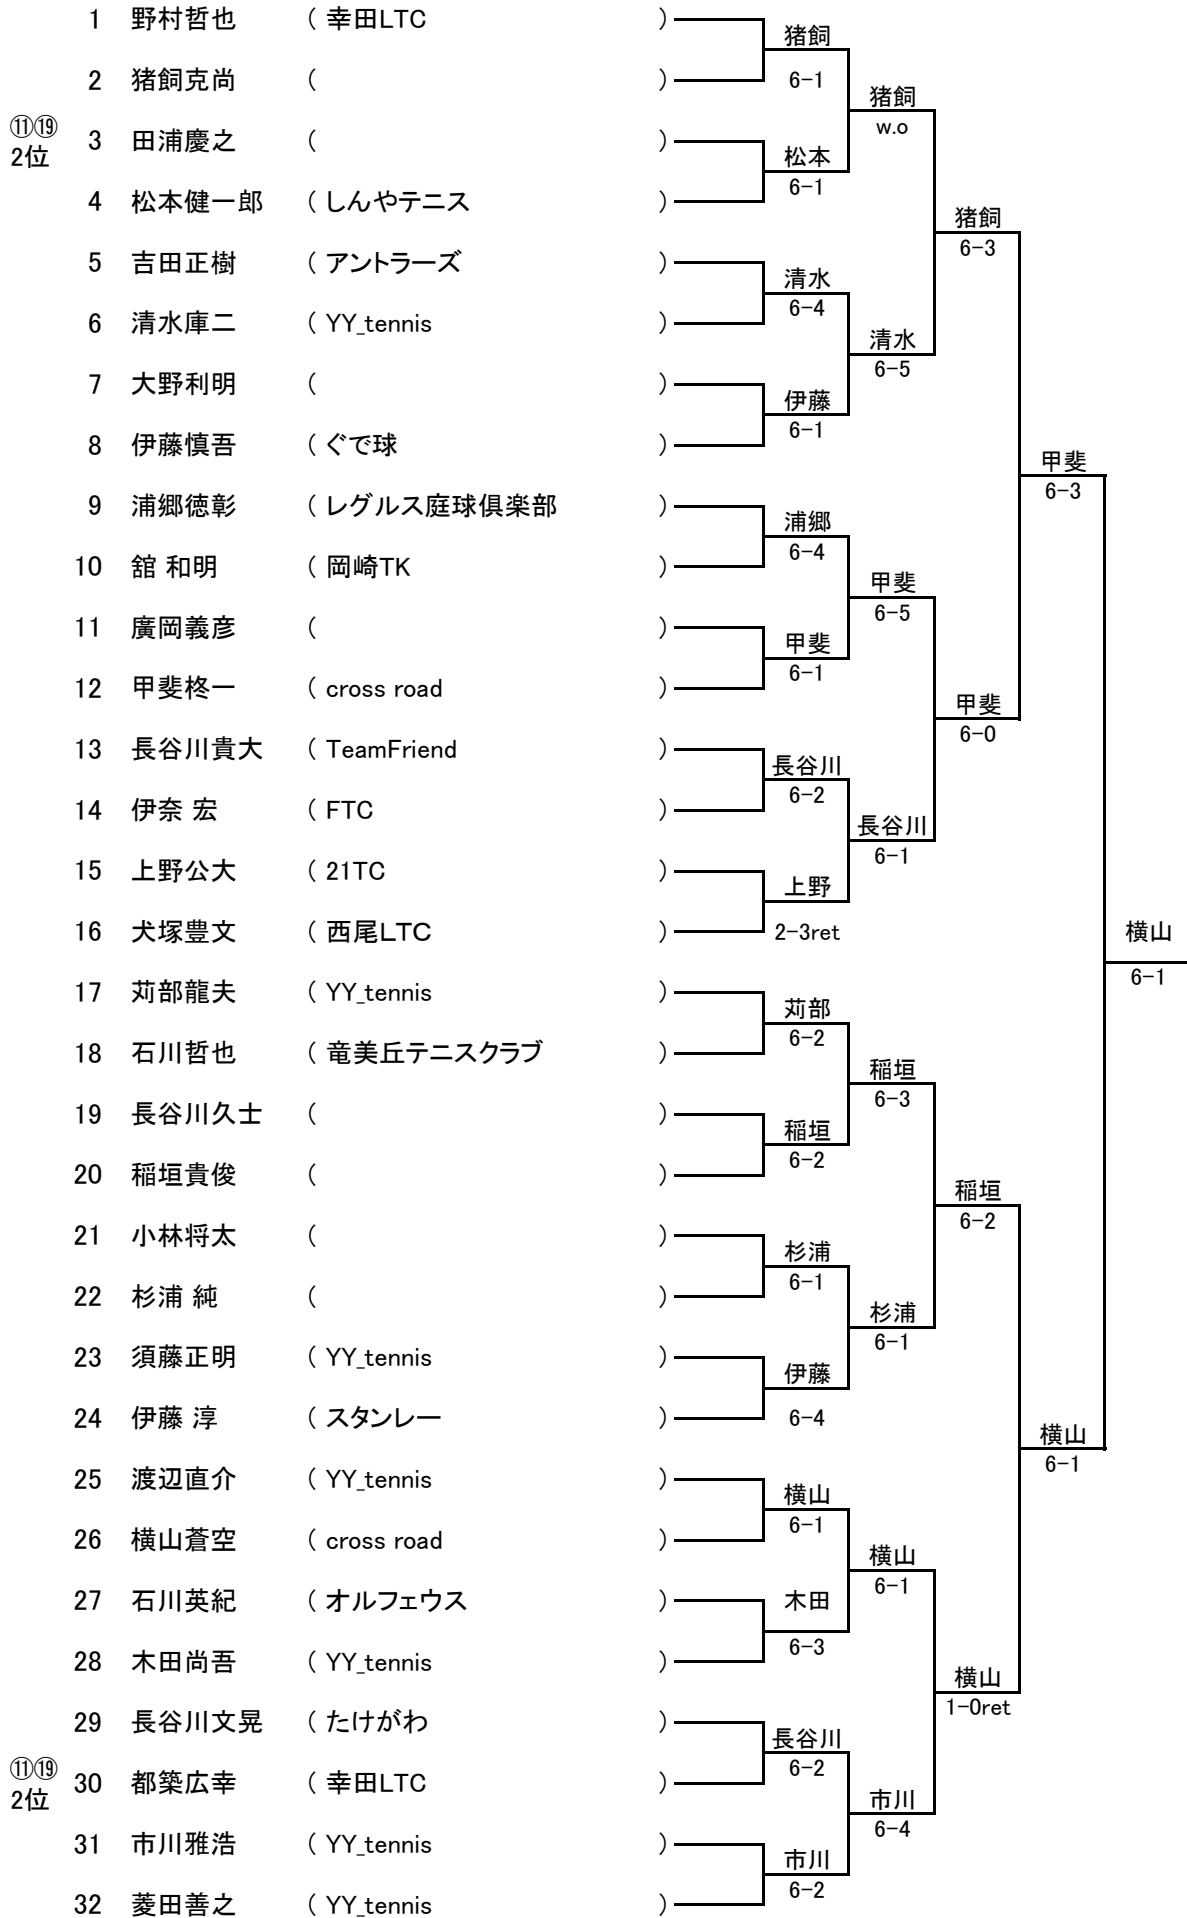 1 野村哲也 ( 幸田LTC )
2 猪飼克尚 ( )
⑪⑲
2位
3 田浦慶之 ( )
4 松本健一郎 ( しんやテニス )
5 吉田正樹 ( アントラーズ )
6 清水庫二 ( YY_tennis )
7 大野利明 ( )
8 伊藤慎吾 ( ぐで球 )
9 浦郷徳彰 ( レグルス庭球倶楽部 )
10 舘 和明 ( 岡崎TK )
11 廣岡義彦 ( )
12 甲斐柊一 ( cross road )
13 長谷川貴大 ( TeamFriend )
14 伊奈 宏 ( FTC )
15 上野公大 ( 21TC )
16 犬塚豊文 ( 西尾LTC )
17 苅部龍夫 ( YY_tennis )
18 石川哲也 ( 竜美丘テニスクラブ )
19 長谷川久士 ( )
20 稲垣貴俊 ( )
21 小林将太 ( )
22 杉浦 純 ( )
23 須藤正明 ( YY_tennis )
24 伊藤 淳 ( スタンレー )
25 渡辺直介 ( YY_tennis )
26 横山蒼空 ( cross road )
27 石川英紀 ( オルフェウス )
28 木田尚吾 ( YY_tennis )
29 長谷川文晃 ( たけがわ )
⑪⑲
2位
30 都築広幸 ( 幸田LTC )
31 市川雅浩 ( YY_tennis )
32 菱田善之 ( YY_tennis )
猪飼
6-1
松本
6-1
清水
6-4
伊藤
6-1
浦郷
6-4
甲斐
6-1
長谷川
6-2
上野
2-3ret
苅部
6-2
稲垣
6-2
杉浦
6-1
伊藤
6-4
横山
6-1
木田
6-3
長谷川
6-2
市川
6-2
猪飼
w.o
清水
6-5
甲斐
6-5
長谷川
6-1
稲垣
6-3
杉浦
6-1
横山
6-1
市川
6-4
猪飼
6-3
甲斐
6-0
稲垣
6-2
横山
1-0ret
甲斐
6-3
横山
6-1
横山
6-1